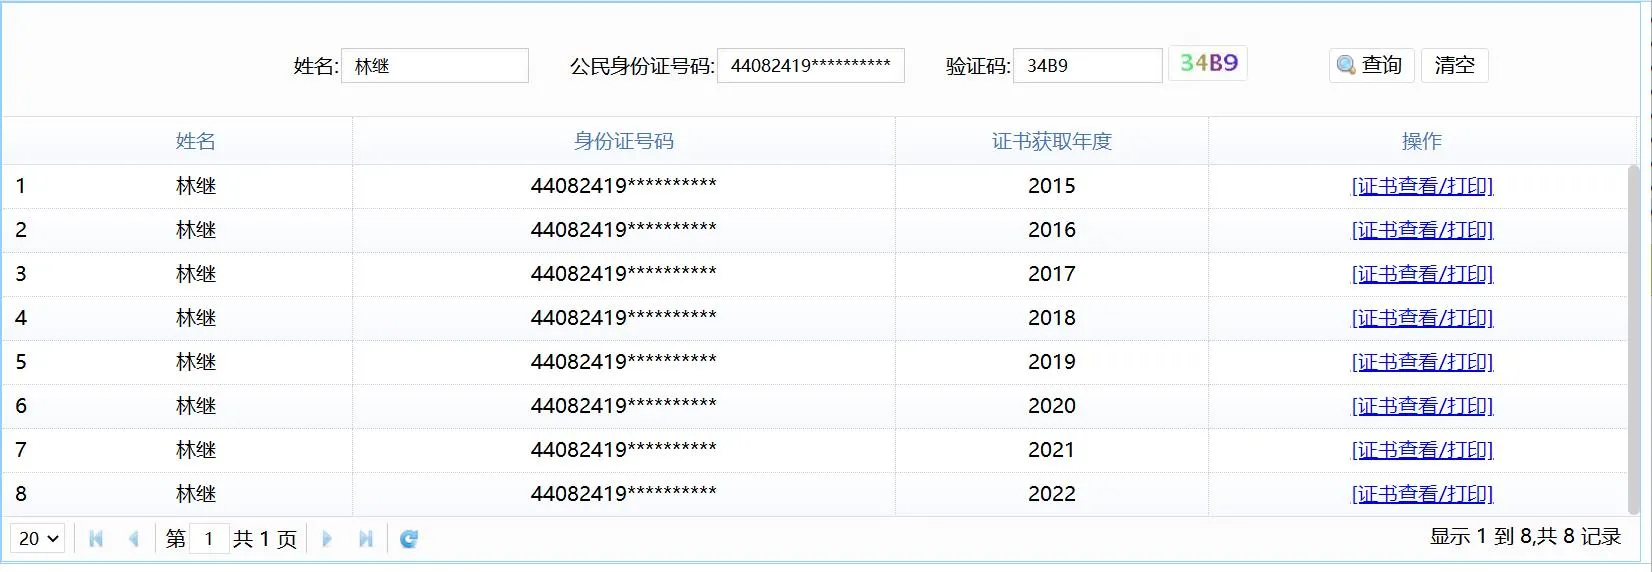 姓名: 林继 公民身份证号码: 44082419********** 验证码: 34B9 34B9 查询 清空
姓名 身份证号码 证书获取年度 操作
1 林继 44082419********** 2015 [证书查看/打印]
2 林继 44082419********** 2016 [证书查看/打印]
3 林继 44082419********** 2017 [证书查看/打印]
4 林继 44082419********** 2018 [证书查看/打印]
5 林继 44082419********** 2019 [证书查看/打印]
6 林继 44082419********** 2020 [证书查看/打印]
7 林继 44082419********** 2021 [证书查看/打印]
8 林继 44082419********** 2022 [证书查看/打印]
20 第 1 共 1 页 显示 1 到 8,共 8 记录